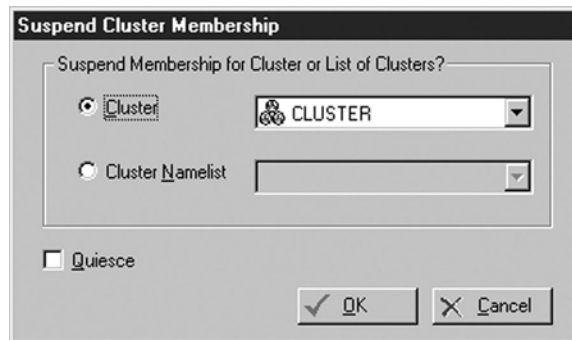 Suspend Cluster Membership
Suspend Membership for Cluster or List of Clusters?
Cluster
CLUSTER
Cluster Namelist
Quiesce
OK
Cancel